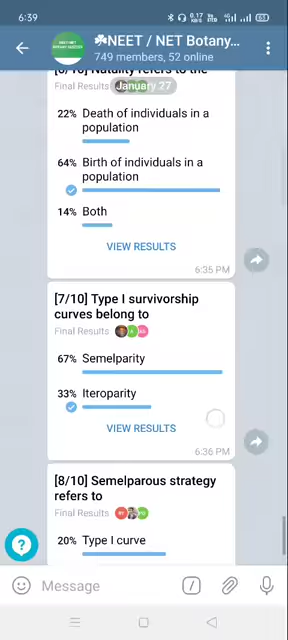 6:39
☘NEET / NET Botany...
749 members, 52 online
[6/10] Natality refers to the
Final Results
January 27
22% Death of individuals in a
population
64% Birth of individuals in a
population
14% Both
VIEW RESULTS
6:35 PM
[7/10] Type I survivorship
curves belong to
Final Results
67% Semelparity
33% Iteroparity
VIEW RESULTS
6:36 PM
[8/10] Semelparous strategy
refers to
Final Results
20% Type I curve
Message